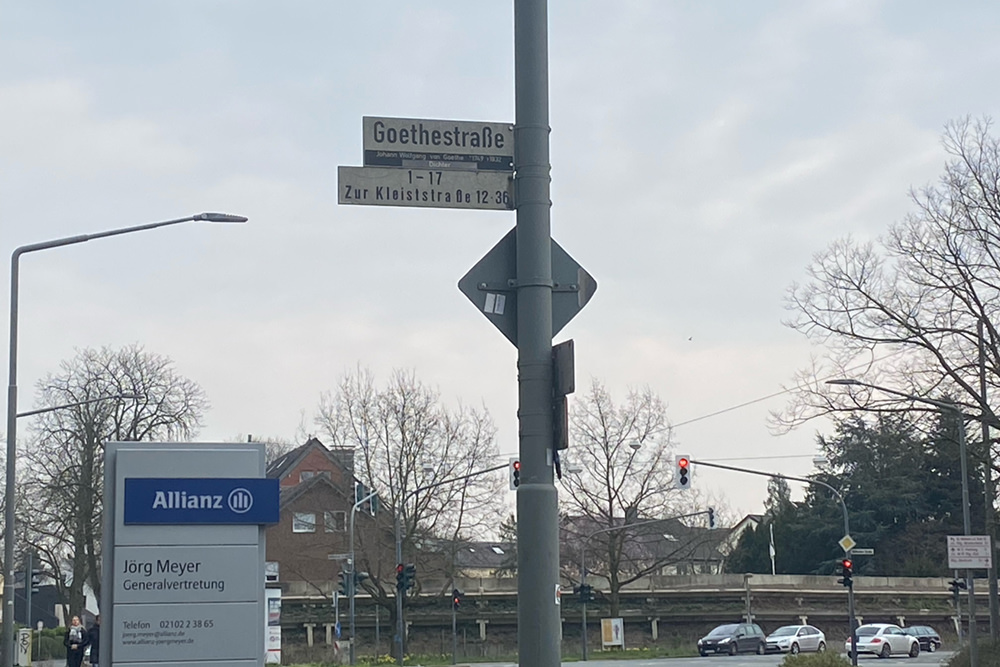 Goethestraße
Johann Wolfgang von Goethe *1749 †1832
Dichter
1-17
Zur Kleiststraße 12-36
Allianz
Jörg Meyer
Generalvertretung
Telefon 02102 2 38 65
joerg.meyer@allianz.de
www.allianz-joergmeyer.de